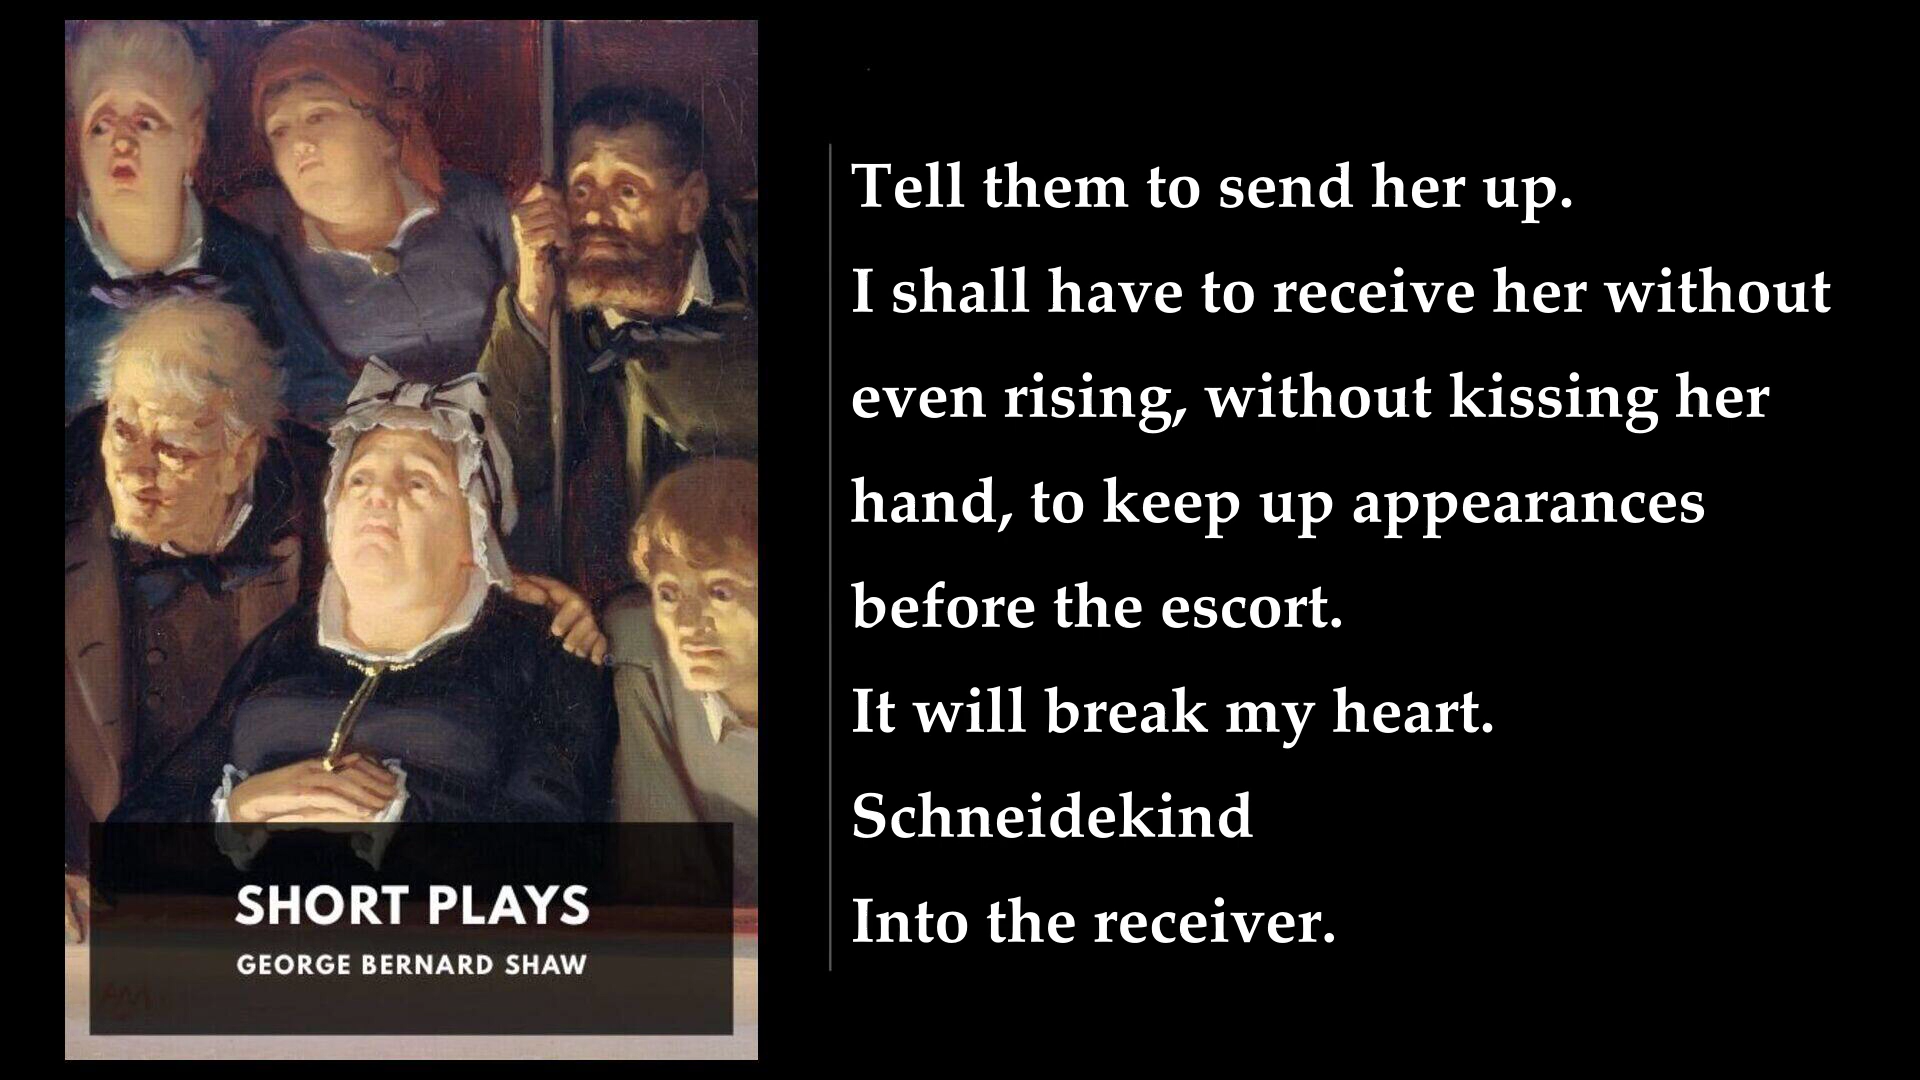 SHORT PLAYS
GEORGE BERNARD SHAW
Tell them to send her up.
I shall have to receive her without
even rising, without kissing her
hand, to keep up appearances
before the escort.
It will break my heart.
Schneidekind
Into the receiver.